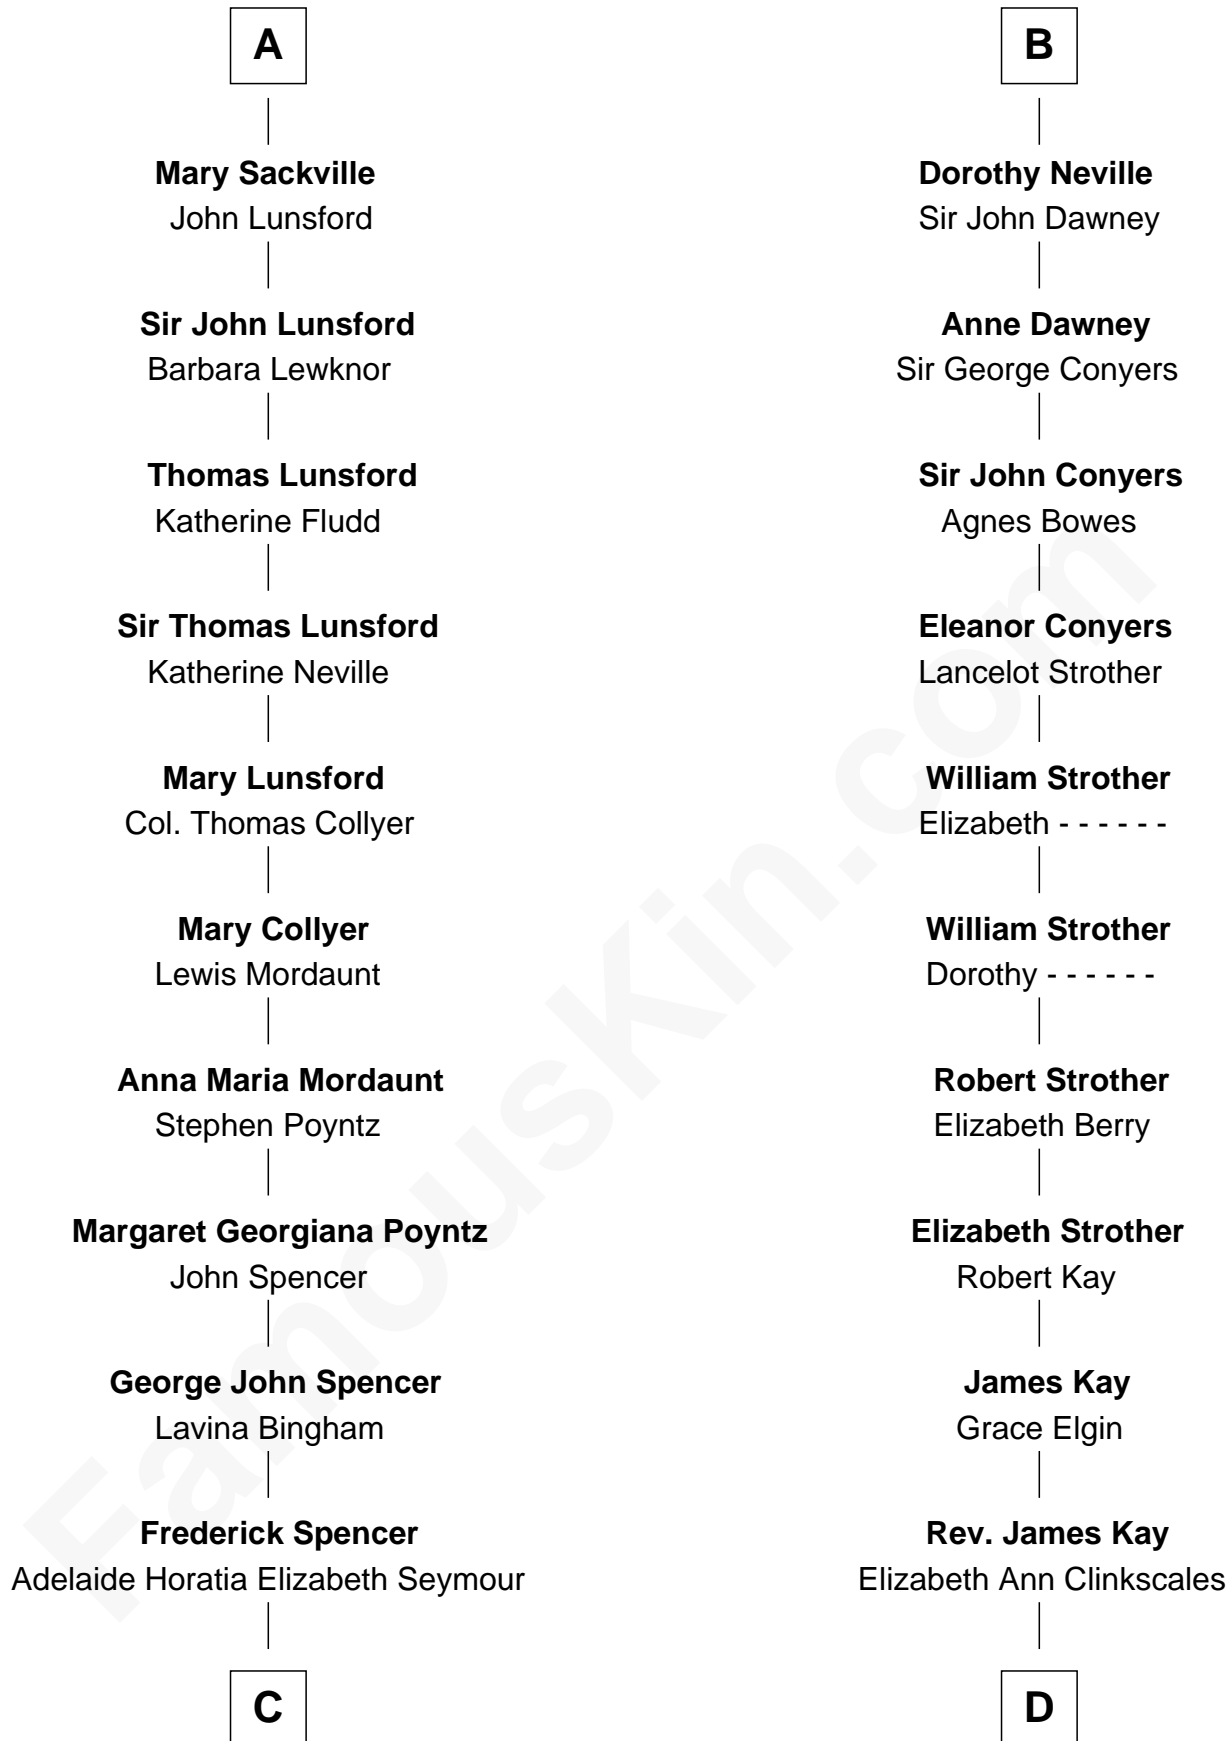 A
Mary Sackville
John Lunsford
Sir John Lunsford
Barbara Lewknor
Thomas Lunsford
Katherine Fludd
Sir Thomas Lunsford
Katherine Neville
Mary Lunsford
Col. Thomas Collyer
Mary Collyer
Lewis Mordaunt
Anna Maria Mordaunt
Stephen Poyntz
Margaret Georgiana Poyntz
John Spencer
George John Spencer
Lavina Bingham
Frederick Spencer
Adelaide Horatia Elizabeth Seymour
C
B
Dorothy Neville
Sir John Dawney
Anne Dawney
Sir George Conyers
Sir John Conyers
Agnes Bowes
Eleanor Conyers
Lancelot Strother
William Strother
Elizabeth - - - - - -
William Strother
Dorothy - - - - - -
Robert Strother
Elizabeth Berry
Elizabeth Strother
Robert Kay
James Kay
Grace Elgin
Rev. James Kay
Elizabeth Ann Clinkscales
D
FamousKin.com